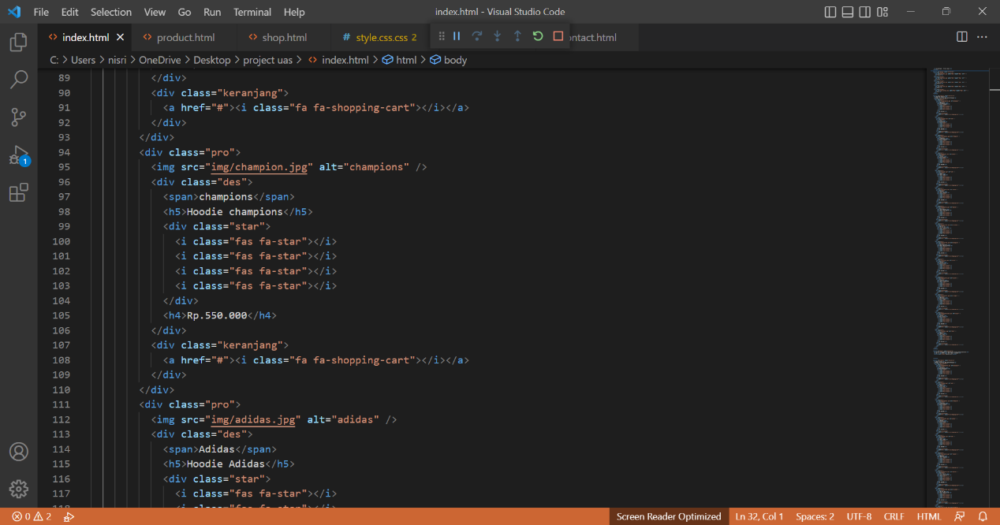 File Edit Selection View Go Run Terminal Help index.html - Visual Studio Code
index.html product.html shop.html # style.css.css 2 ontact.html
C: > Users > nisri > OneDrive > Desktop > project uas > index.html > html > body
89 </div>
90 <div class="keranjang">
91 <a href="#"><i class="fa fa-shopping-cart"></i></a>
92 </div>
93 </div>
94 <div class="pro">
95 <img src="img/champion.jpg" alt="champions" />
96 <div class="des">
97 <span>champions</span>
98 <h5>Hoodie champions</h5>
99 <div class="star">
100 <i class="fas fa-star"></i>
101 <i class="fas fa-star"></i>
102 <i class="fas fa-star"></i>
103 <i class="fas fa-star"></i>
104 </div>
105 <h4>Rp.550.000</h4>
106 </div>
107 <div class="keranjang">
108 <a href="#"><i class="fa fa-shopping-cart"></i></a>
109 </div>
110 </div>
111 <div class="pro">
112 <img src="img/adidas.jpg" alt="adidas" />
113 <div class="des">
114 <span>Adidas</span>
115 <h5>Hoodie Adidas</h5>
116 <div class="star">
117 <i class="fas fa-star"></i>
118 <i class="fas fa-star"></i>
1
0 2 Screen Reader Optimized Ln 32, Col 1 Spaces: 2 UTF-8 CRLF HTML